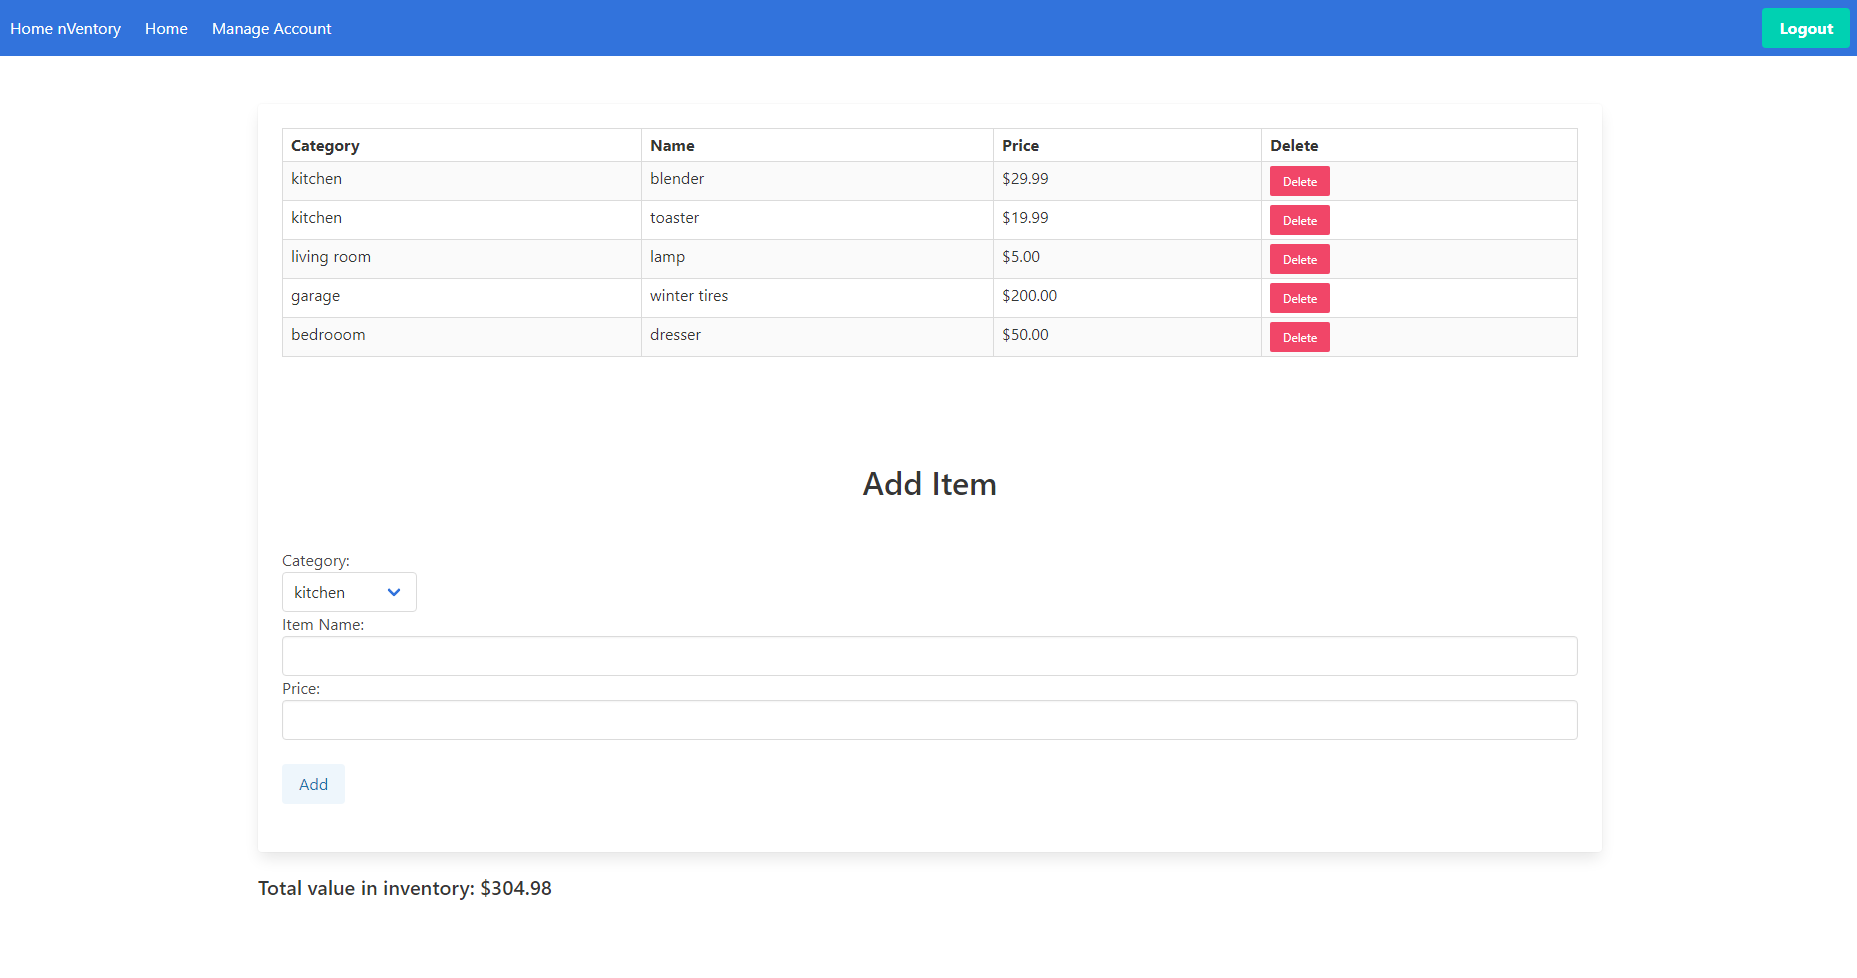 Home nVentory Home Manage Account Logout
Category Name Price Delete
kitchen blender $29.99 Delete
kitchen toaster $19.99 Delete
living room lamp $5.00 Delete
garage winter tires $200.00 Delete
bedrooom dresser $50.00 Delete
Add Item
Category:
kitchen
Item Name:
Price:
Add
Total value in inventory: $304.98